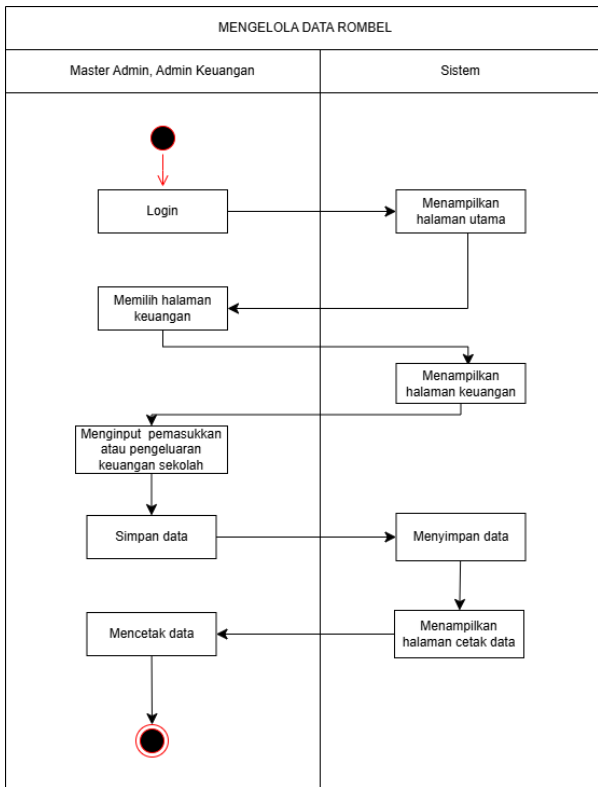 MENGELOLA DATA ROMBEL
Master Admin, Admin Keuangan
Sistem
Login
Menampilkan
halaman utama
Memilih halaman
keuangan
Menampilkan
halaman keuangan
Menginput pemasukkan
atau pengeluaran
keuangan sekolah
Simpan data
Menyimpan data
Mencetak data
Menampilkan
halaman cetak data